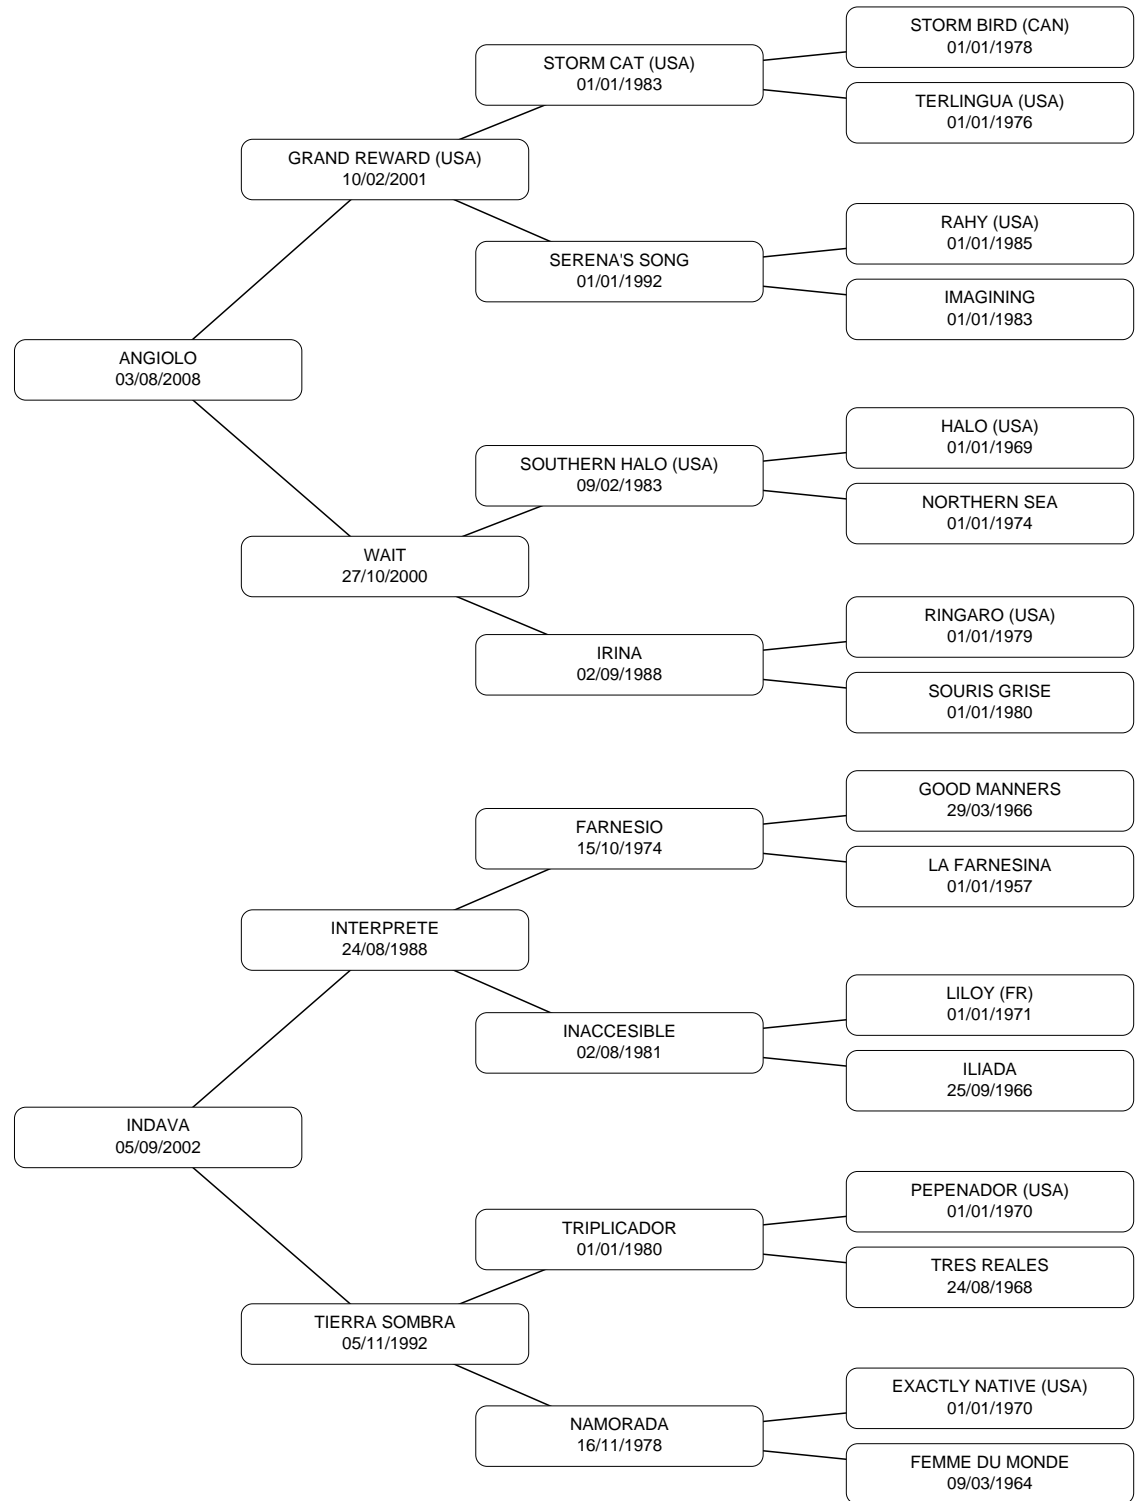 STORM BIRD (CAN)
01/01/1978
STORM CAT (USA)
01/01/1983
TERLINGUA (USA)
01/01/1976
GRAND REWARD (USA)
10/02/2001
RAHY (USA)
01/01/1985
SERENA'S SONG
01/01/1992
IMAGINING
01/01/1983
ANGIOLO
03/08/2008
HALO (USA)
01/01/1969
SOUTHERN HALO (USA)
09/02/1983
NORTHERN SEA
01/01/1974
WAIT
27/10/2000
RINGARO (USA)
01/01/1979
IRINA
02/09/1988
SOURIS GRISE
01/01/1980
GOOD MANNERS
29/03/1966
FARNESIO
15/10/1974
LA FARNESINA
01/01/1957
INTERPRETE
24/08/1988
LILOY (FR)
01/01/1971
INACCESIBLE
02/08/1981
ILIADA
25/09/1966
INDAVA
05/09/2002
PEPENADOR (USA)
01/01/1970
TRIPLICADOR
01/01/1980
TRES REALES
24/08/1968
TIERRA SOMBRA
05/11/1992
EXACTLY NATIVE (USA)
01/01/1970
NAMORADA
16/11/1978
FEMME DU MONDE
09/03/1964